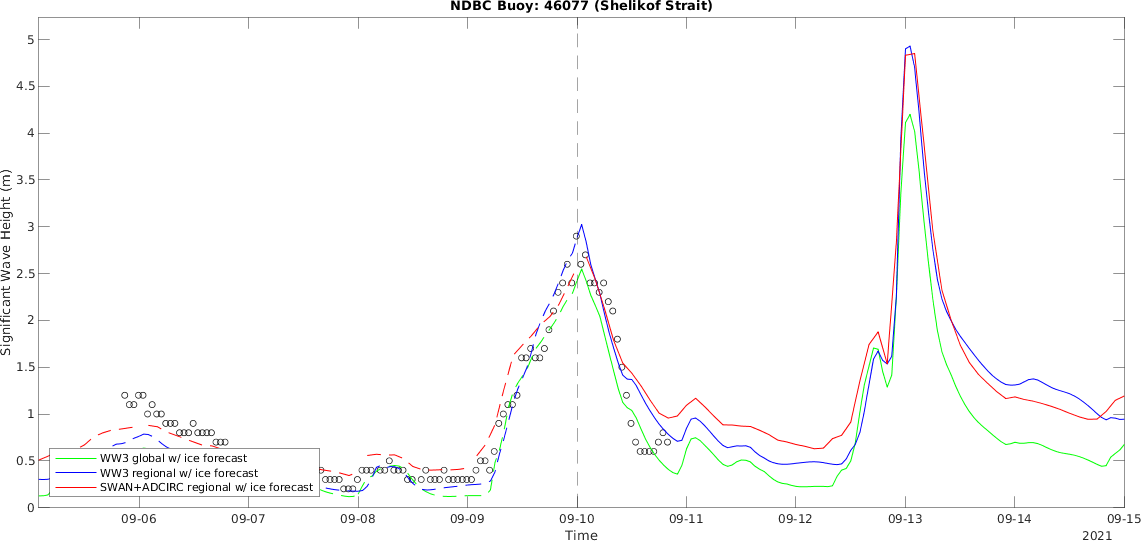 NDBC Buoy: 46077 (Shelikof Strait)
5
4.5
4
3.5
3
2.5
2
1.5
1
0.5
0
Significant Wave Height (m)
WW3 global w/ ice forecast
WW3 regional w/ ice forecast
SWAN+ADCIRC regional w/ ice forecast
09-06 09-07 09-08 09-09 09-10 09-11 09-12 09-13 09-14 09-15
Time
2021